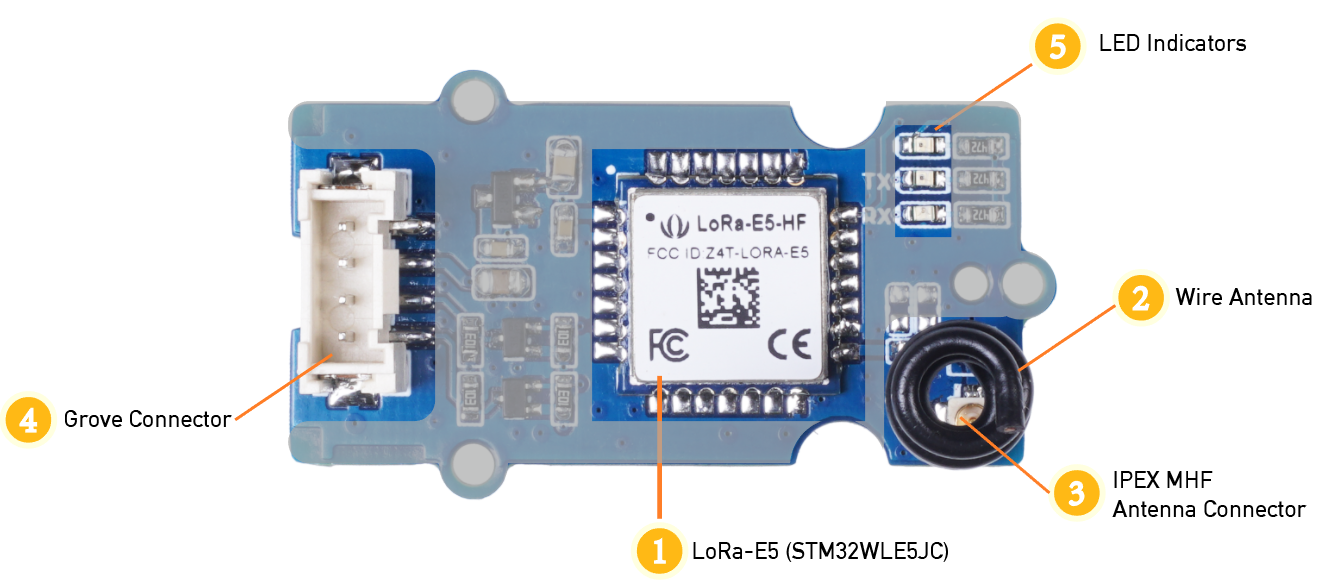 5 LED Indicators
TX
RX
LoRa-E5-HF
FCC ID:Z4T-LORA-E5
FC CE
2 Wire Antenna
4 Grove Connector
3 IPEX MHF
Antenna Connector
1 LoRa-E5 (STM32WLE5JC)